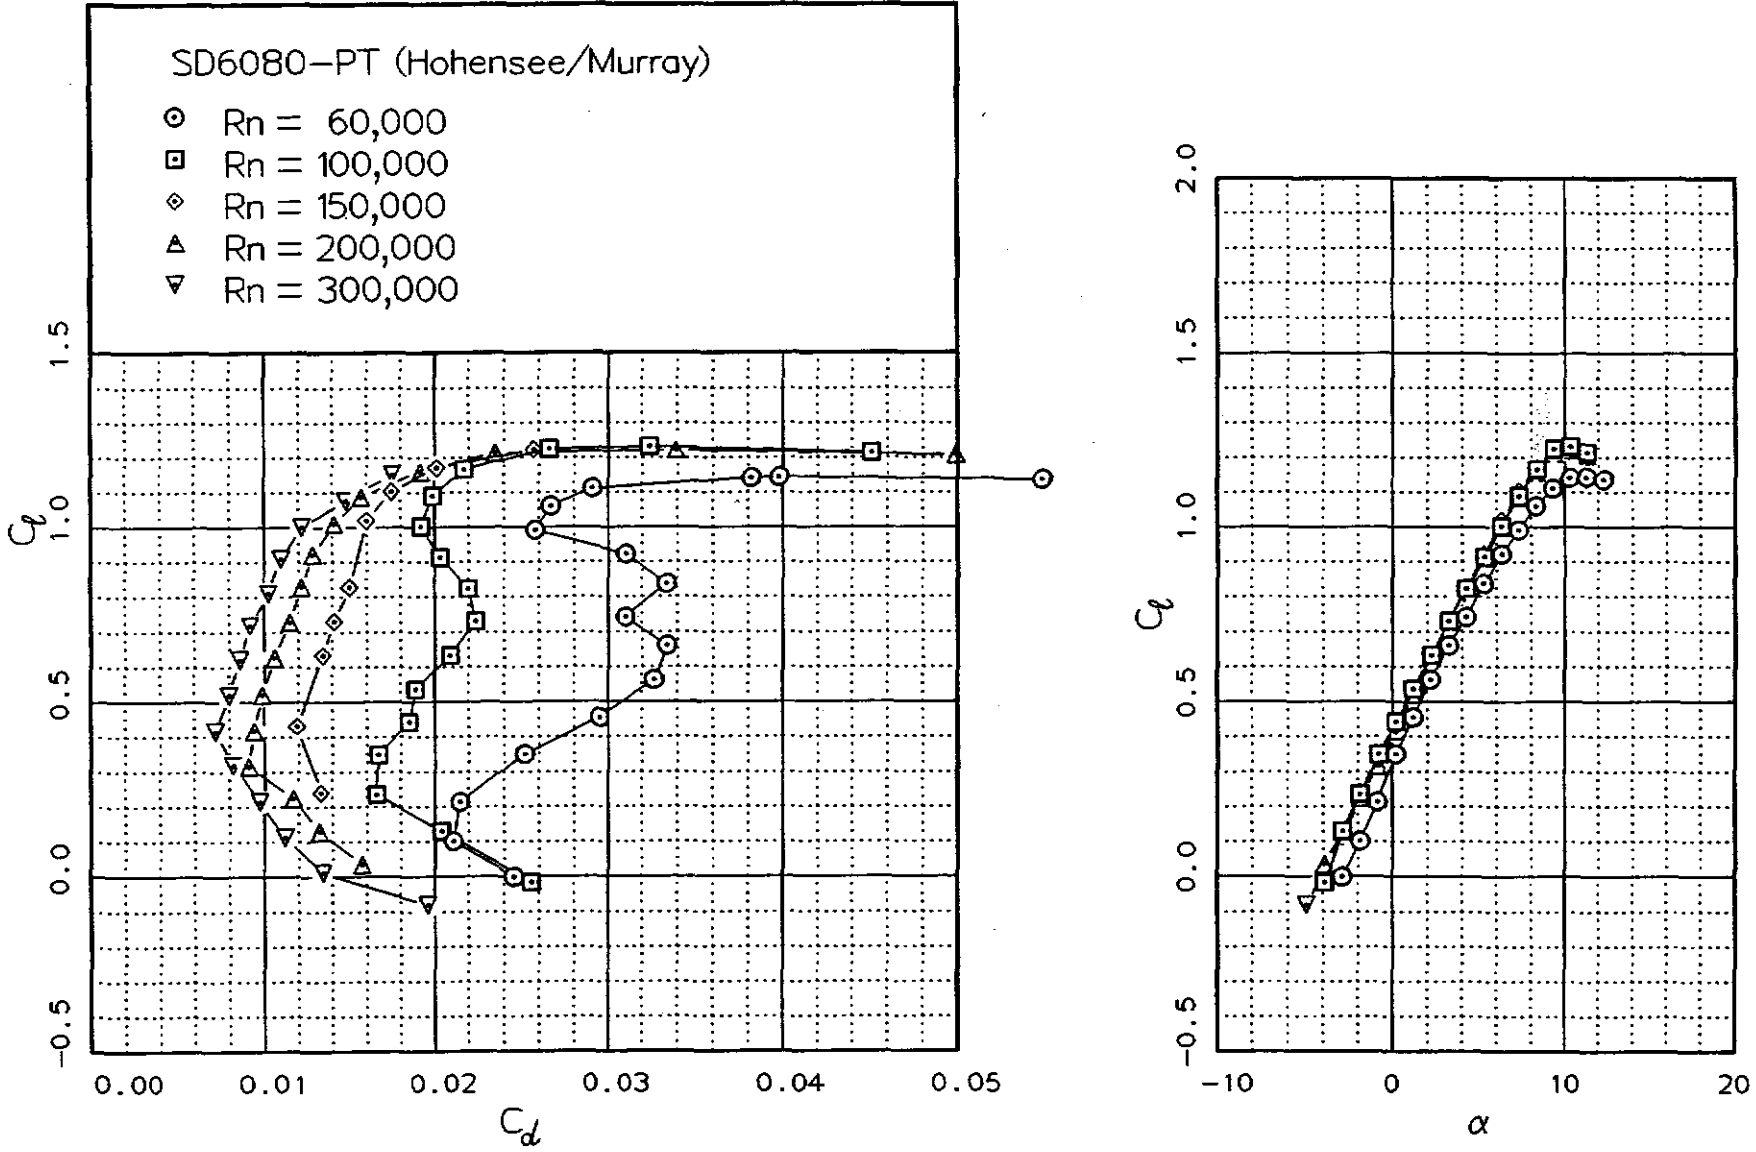 SD6080-PT (Hohensee/Murray)
Rn = 60,000
Rn = 100,000
Rn = 150,000
Rn = 200,000
Rn = 300,000
1.5
1.0
0.5
0.0
-0.5
Cℓ
0.00 0.01 0.02 0.03 0.04 0.05
Cd
2.0
1.5
1.0
0.5
0.0
-0.5
Cℓ
-10 0 10 20
α